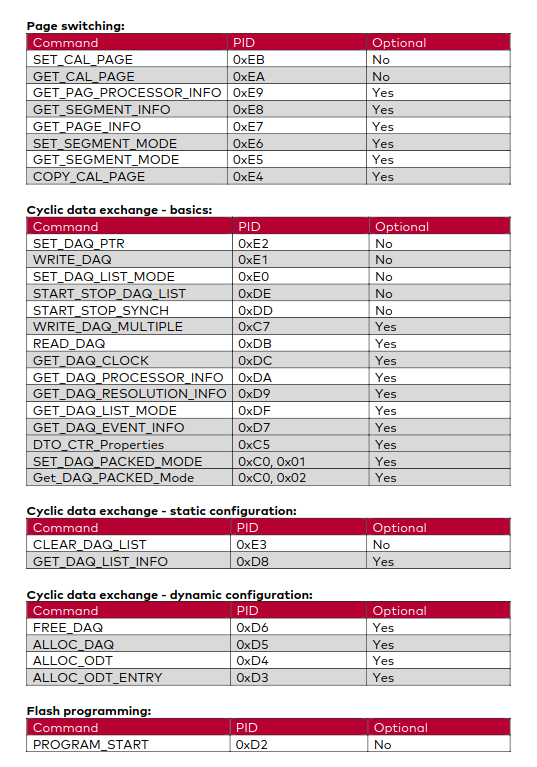 Page switching:
Command PID Optional
SET_CAL_PAGE 0xEB No
GET_CAL_PAGE 0xEA No
GET_PAG_PROCESSOR_INFO 0xE9 Yes
GET_SEGMENT_INFO 0xE8 Yes
GET_PAGE_INFO 0xE7 Yes
SET_SEGMENT_MODE 0xE6 Yes
GET_SEGMENT_MODE 0xE5 Yes
COPY_CAL_PAGE 0xE4 Yes
Cyclic data exchange - basics:
Command PID Optional
SET_DAQ_PTR 0xE2 No
WRITE_DAQ 0xE1 No
SET_DAQ_LIST_MODE 0xE0 No
START_STOP_DAQ_LIST 0xDE No
START_STOP_SYNCH 0xDD No
WRITE_DAQ_MULTIPLE 0xC7 Yes
READ_DAQ 0xDB Yes
GET_DAQ_CLOCK 0xDC Yes
GET_DAQ_PROCESSOR_INFO 0xDA Yes
GET_DAQ_RESOLUTION_INFO 0xD9 Yes
GET_DAQ_LIST_MODE 0xDF Yes
GET_DAQ_EVENT_INFO 0xD7 Yes
DTO_CTR_Properties 0xC5 Yes
SET_DAQ_PACKED_MODE 0xC0, 0x01 Yes
Get_DAQ_PACKED_Mode 0xC0, 0x02 Yes
Cyclic data exchange - static configuration:
Command PID Optional
CLEAR_DAQ_LIST 0xE3 No
GET_DAQ_LIST_INFO 0xD8 Yes
Cyclic data exchange - dynamic configuration:
Command PID Optional
FREE_DAQ 0xD6 Yes
ALLOC_DAQ 0xD5 Yes
ALLOC_ODT 0xD4 Yes
ALLOC_ODT_ENTRY 0xD3 Yes
Flash programming:
Command PID Optional
PROGRAM_START 0xD2 No